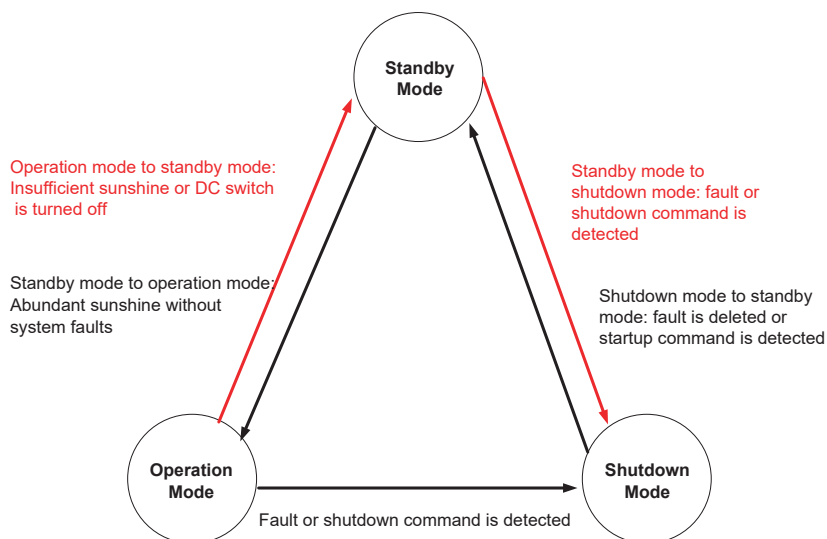 Standby
Mode
Operation mode to standby mode:
Insufficient sunshine or DC switch
is turned off
Standby mode to
shutdown mode: fault or
shutdown command is
detected
Standby mode to operation mode:
Abundant sunshine without
system faults
Shutdown mode to standby
mode: fault is deleted or
startup command is detected
Operation
Mode
Shutdown
Mode
Fault or shutdown command is detected